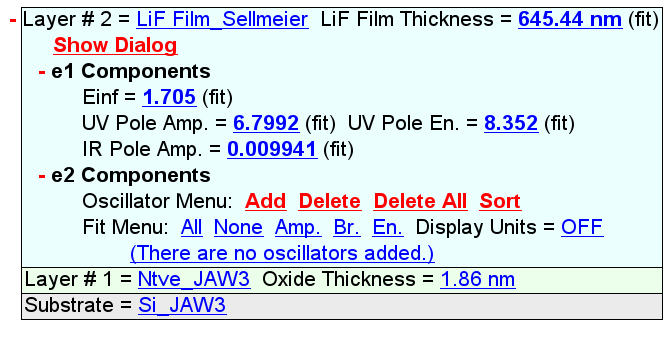 - Layer # 2 = LiF Film_Sellmeier  LiF Film Thickness = 645.44 nm (fit)
Show Dialog
- e1 Components
Einf = 1.705 (fit)
UV Pole Amp. = 6.7992 (fit)  UV Pole En. = 8.352 (fit)
IR Pole Amp. = 0.009941 (fit)
- e2 Components
Oscillator Menu:  Add  Delete  Delete All  Sort
Fit Menu:  All  None  Amp.  Br.  En.  Display Units = OFF
(There are no oscillators added.)
Layer # 1 = Ntve_JAW3  Oxide Thickness = 1.86 nm
Substrate = Si_JAW3